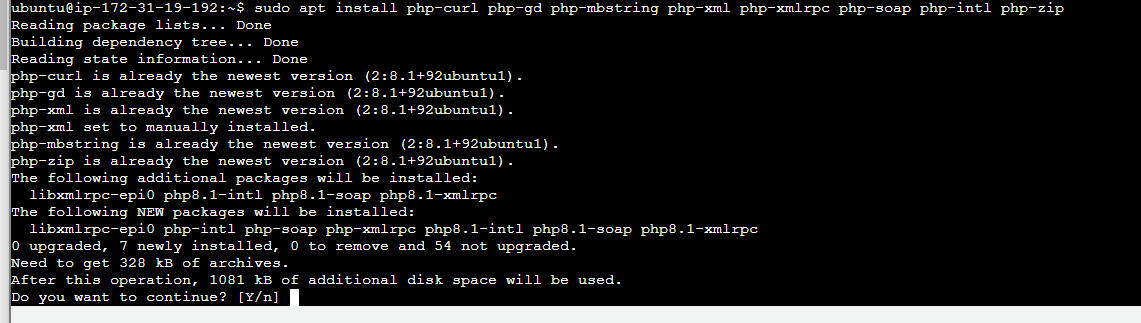 ubuntu@ip-172-31-19-192:~$ sudo apt install php-curl php-gd php-mbstring php-xml php-xmlrpc php-soap php-intl php-zip
Reading package lists... Done
Building dependency tree... Done
Reading state information... Done
php-curl is already the newest version (2:8.1+92ubuntu1).
php-gd is already the newest version (2:8.1+92ubuntu1).
php-xml is already the newest version (2:8.1+92ubuntu1).
php-xml set to manually installed.
php-mbstring is already the newest version (2:8.1+92ubuntu1).
php-zip is already the newest version (2:8.1+92ubuntu1).
The following additional packages will be installed:
  libxmlrpc-epi0 php8.1-intl php8.1-soap php8.1-xmlrpc
The following NEW packages will be installed:
  libxmlrpc-epi0 php-intl php-soap php-xmlrpc php8.1-intl php8.1-soap php8.1-xmlrpc
0 upgraded, 7 newly installed, 0 to remove and 54 not upgraded.
Need to get 328 kB of archives.
After this operation, 1081 kB of additional disk space will be used.
Do you want to continue? [Y/n]